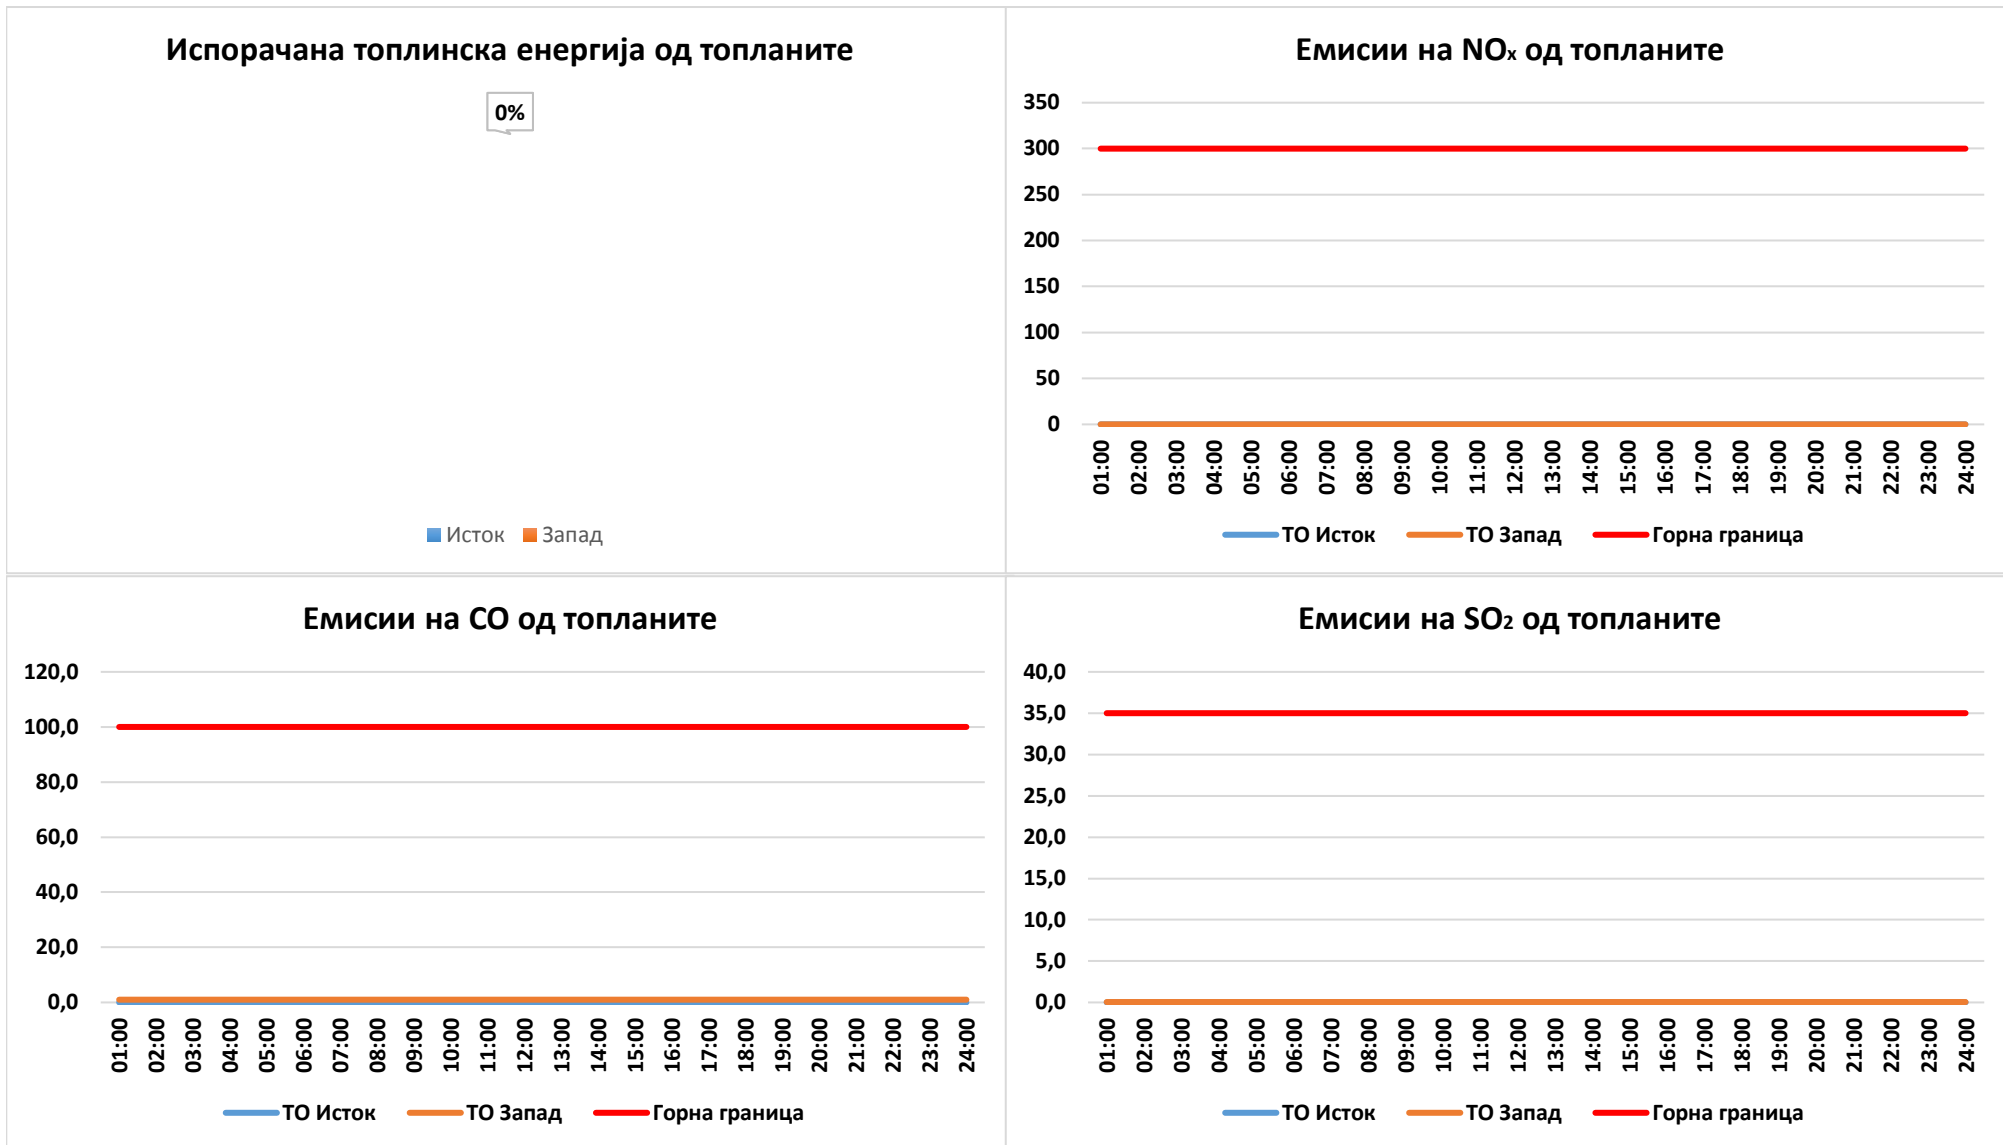 Испорачана топлинска енергија од топланите
0%
Исток Запад
Емисии на NOx од топланите
350
300
250
200
150
100
50
0
01:00 02:00 03:00 04:00 05:00 06:00 07:00 08:00 09:00 10:00 11:00 12:00 13:00 14:00 15:00 16:00 17:00 18:00 19:00 20:00 21:00 22:00 23:00 24:00
ТО Исток ТО Запад Горна граница
Емисии на CO од топланите
120,0
100,0
80,0
60,0
40,0
20,0
0,0
01:00 02:00 03:00 04:00 05:00 06:00 07:00 08:00 09:00 10:00 11:00 12:00 13:00 14:00 15:00 16:00 17:00 18:00 19:00 20:00 21:00 22:00 23:00 24:00
ТО Исток ТО Запад Горна граница
Емисии на SO₂ од топланите
40,0
35,0
30,0
25,0
20,0
15,0
10,0
5,0
0,0
01:00 02:00 03:00 04:00 05:00 06:00 07:00 08:00 09:00 10:00 11:00 12:00 13:00 14:00 15:00 16:00 17:00 18:00 19:00 20:00 21:00 22:00 23:00 24:00
ТО Исток ТО Запад Горна граница